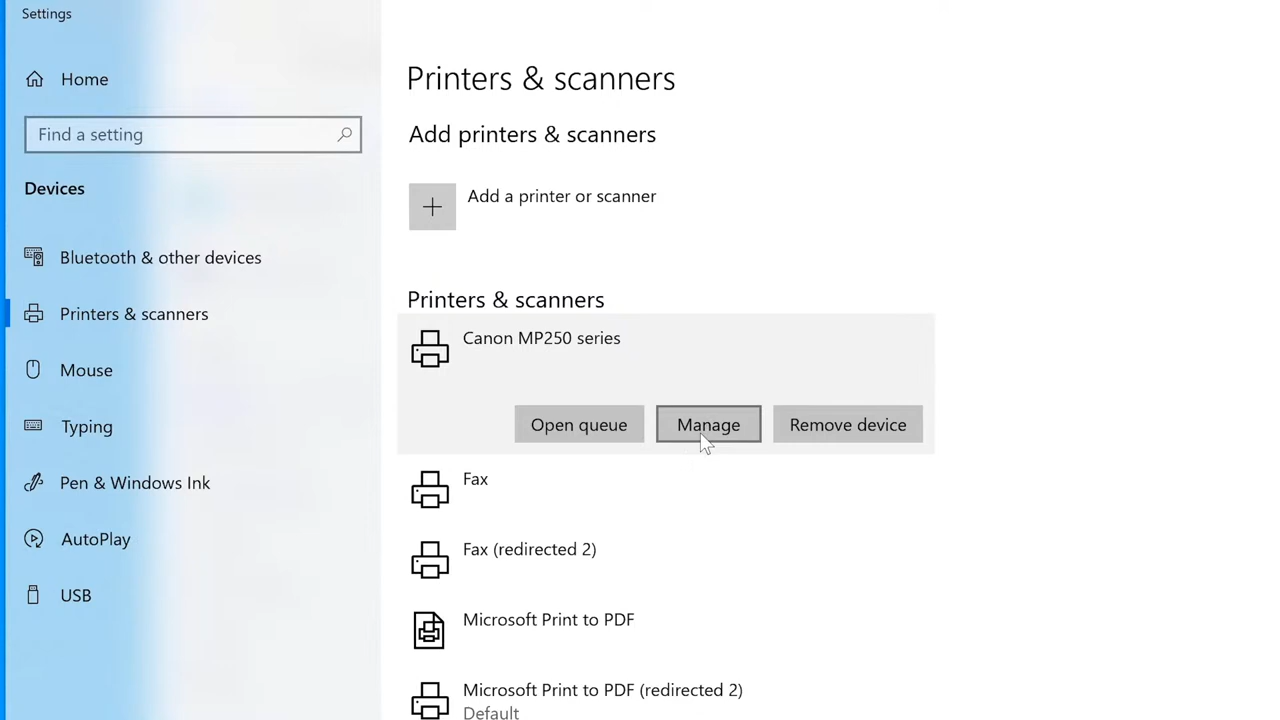 Settings
Home
Find a setting
Devices
Bluetooth & other devices
Printers & scanners
Mouse
Typing
Pen & Windows Ink
AutoPlay
USB
Printers & scanners
Add printers & scanners
Add a printer or scanner
Printers & scanners
Canon MP250 series
Open queue
Manage
Remove device
Fax
Fax (redirected 2)
Microsoft Print to PDF
Microsoft Print to PDF (redirected 2)
Default